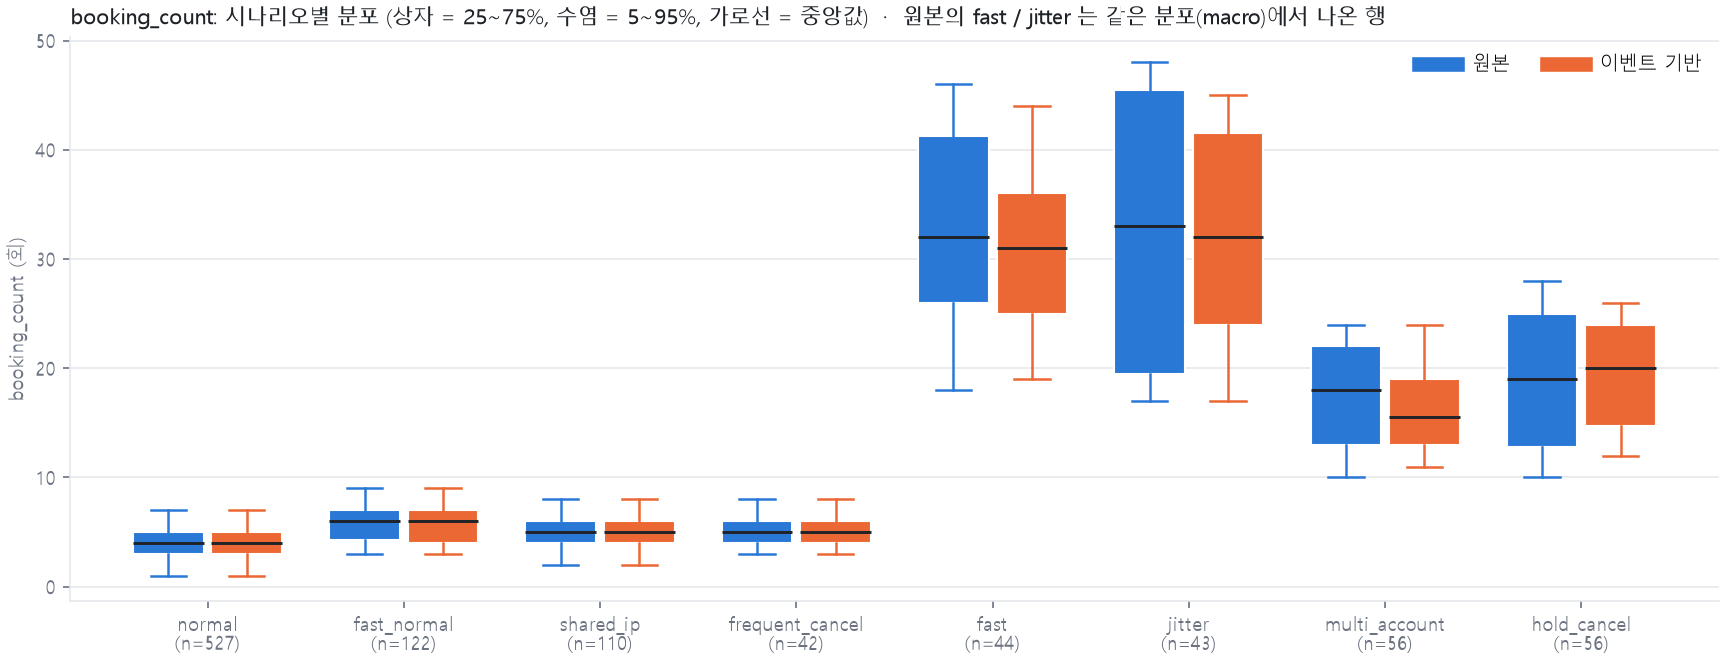 booking_count: 시나리오별 분포 (상자 = 25~75%, 수염 = 5~95%, 가로선 = 중앙값) · 원본의 fast / jitter 는 같은 분포(macro)에서 나온 행
원본 이벤트 기반
booking_count (회)
50
40
30
20
10
0
normal fast_normal shared_ip frequent_cancel fast jitter multi_account hold_cancel
(n=527) (n=122) (n=110) (n=42) (n=44) (n=43) (n=56) (n=56)